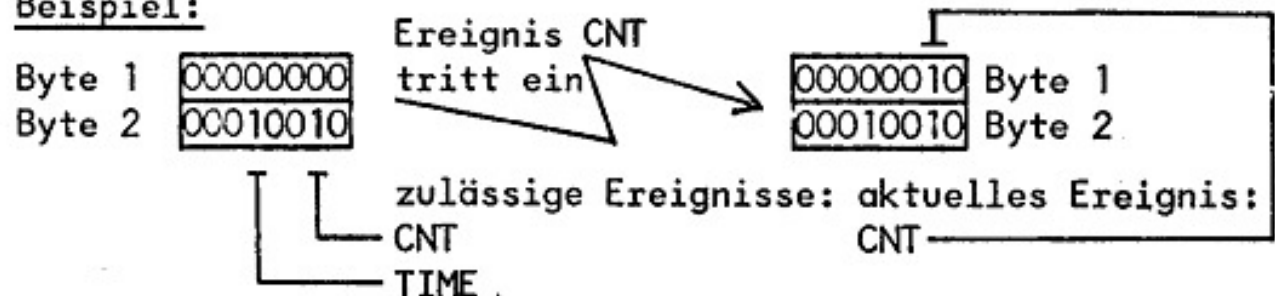 Beispiel:
Ereignis CNT
Byte 1 00000000 tritt ein 00000010 Byte 1
Byte 2 00010010 00010010 Byte 2
zulässige Ereignisse: aktuelles Ereignis:
CNT CNT
TIME